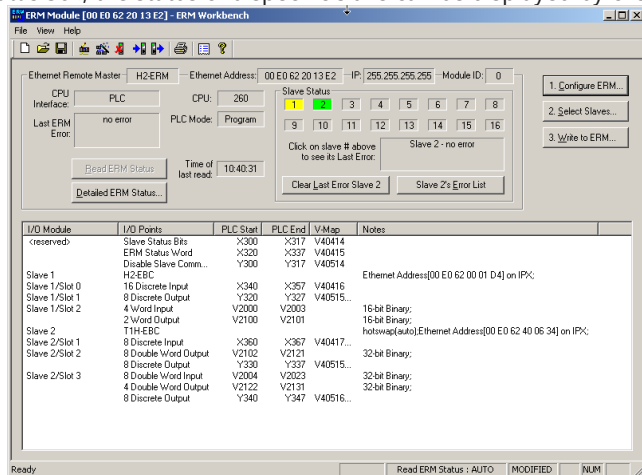 ERM Module [00 E0 62 20 13 E2] - ERM Workbench
File View Help
Ethernet Remote Master H2-ERM Ethernet Address: 00 E0 62 20 13 E2 IP: 255.255.255.255 Module ID: 0
CPU Interface: PLC CPU: 260
Last ERM Error: no error PLC Mode: Program
Read ERM Status Time of last read: 10:40:31
Detailed ERM Status...
Slave Status
1 2 3 4 5 6 7 8
9 10 11 12 13 14 15 16
Click on slave # above to see its Last Error: Slave 2 - no error
Clear Last Error Slave 2 Slave 2's Error List
1. Configure ERM...
2. Select Slaves...
3. Write to ERM...
I/O Module I/O Points PLC Start PLC End V-Map Notes
<reserved> Slave Status Bits X300 X317 V40414
ERM Status Word X320 X337 V40415
Disable Slave Comm... Y300 Y317 V40514
Slave 1 H2-EBC Ethernet Address[00 E0 62 00 01 D4] on IPX;
Slave 1/Slot 0 16 Discrete Input X340 X357 V40416
Slave 1/Slot 1 8 Discrete Output Y320 Y327 V40515...
Slave 1/Slot 2 4 Word Input V2000 V2003 16-bit Binary;
2 Word Output V2100 V2101 16-bit Binary;
Slave 2 T1H-EBC hotswap(auto);Ethernet Address[00 E0 62 40 06 34] on IPX;
Slave 2/Slot 1 8 Discrete Input X360 X367 V40417...
Slave 2/Slot 2 8 Double Word Output V2102 V2121 32-bit Binary;
8 Discrete Output Y330 Y337 V40515...
Slave 2/Slot 3 8 Double Word Input V2004 V2023 32-bit Binary;
4 Double Word Output V2122 V2131 32-bit Binary;
8 Discrete Output Y340 Y347 V40516...
Ready Read ERM Status : AUTO MODIFIED NUM